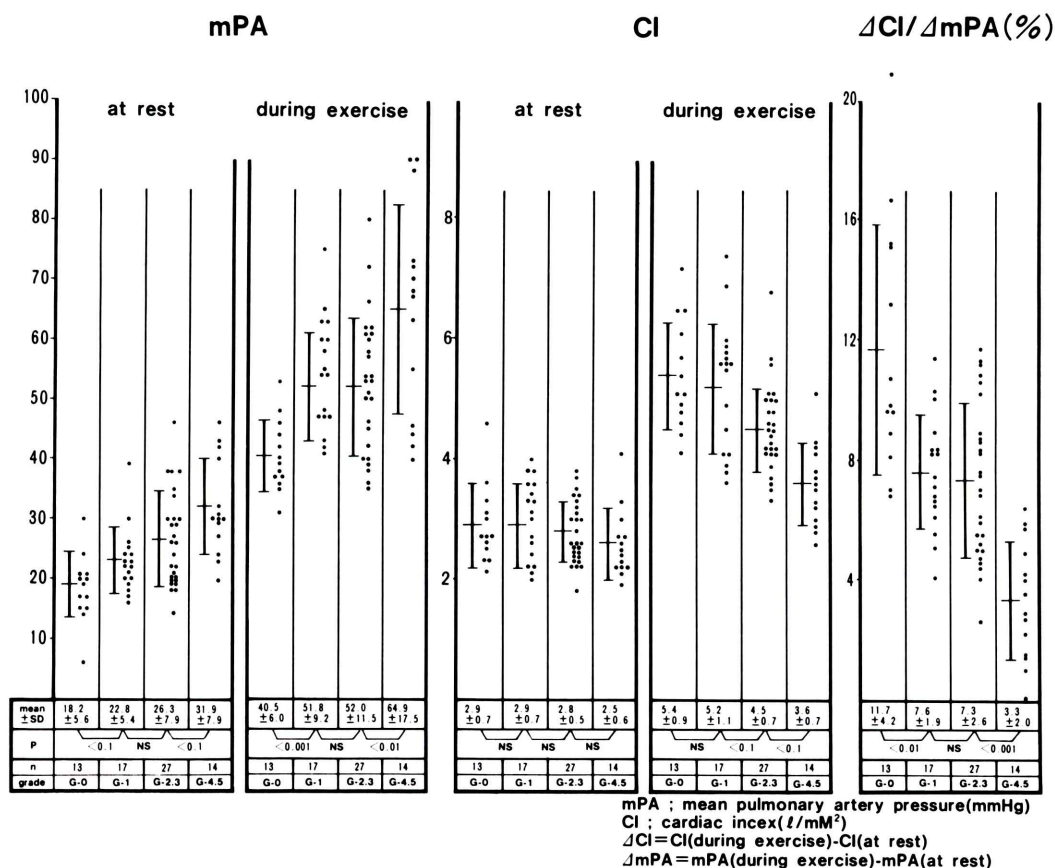 mPA CI ⊿CI/⊿mPA(%)
at rest during exercise at rest during exercise
100
90
80
70
60
50
40
30
20
10
8
6
4
2
20
16
12
8
4
mean ±SD 18.2 ±5.6 22.8 ±5.4 26.3 ±7.9 31.9 ±7.9 40.5 ±6.0 51.8 ±9.2 52.0 ±11.5 64.9 ±17.5 2.9 ±0.7 2.9 ±0.7 2.8 ±0.5 2.5 ±0.6 5.4 ±0.9 5.2 ±1.1 4.5 ±0.7 3.6 ±0.7 11.7 ±4.2 7.6 ±1.9 7.3 ±2.6 3.3 ±2.0
P <0.1 NS <0.1 <0.001 NS <0.01 NS NS NS NS <0.1 <0.1 <0.01 NS <0.001
n 13 17 27 14 13 17 27 14 13 17 27 14 13 17 27 14 13 17 27 14
grade G-0 G-1 G-2.3 G-4.5 G-0 G-1 G-2.3 G-4.5 G-0 G-1 G-2.3 G-4.5 G-0 G-1 G-2.3 G-4.5 G-0 G-1 G-2.3 G-4.5
mPA ; mean pulmonary artery pressure(mmHg)
CI ; cardiac incex(ℓ/mM²)
⊿CI=CI(during exercise)-CI(at rest)
⊿mPA=mPA(during exercise)-mPA(at rest)